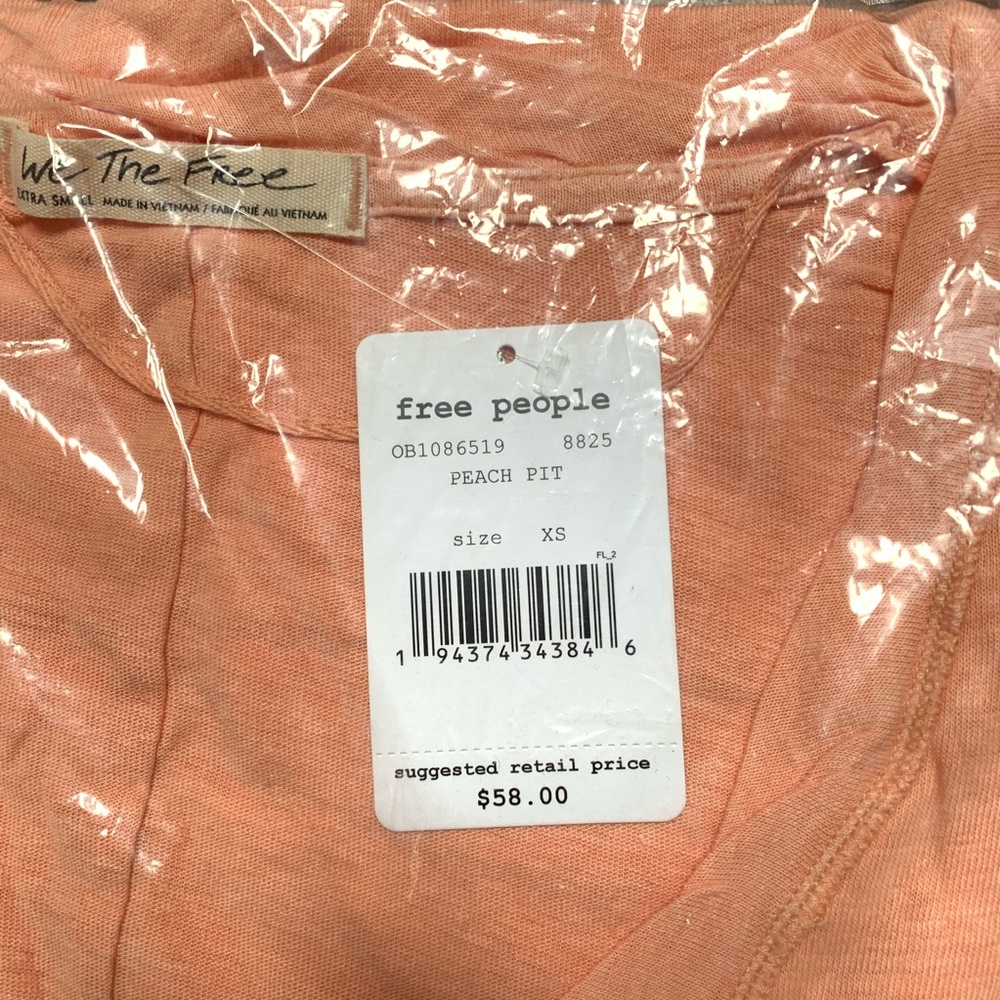 We The Free
EXTRA SMALL MADE IN VIETNAM / FABRIQUÉ AU VIETNAM
free people
OB1086519 8825
PEACH PIT
size XS
FL_2
1 94374 34384 6
suggested retail price
$58.00